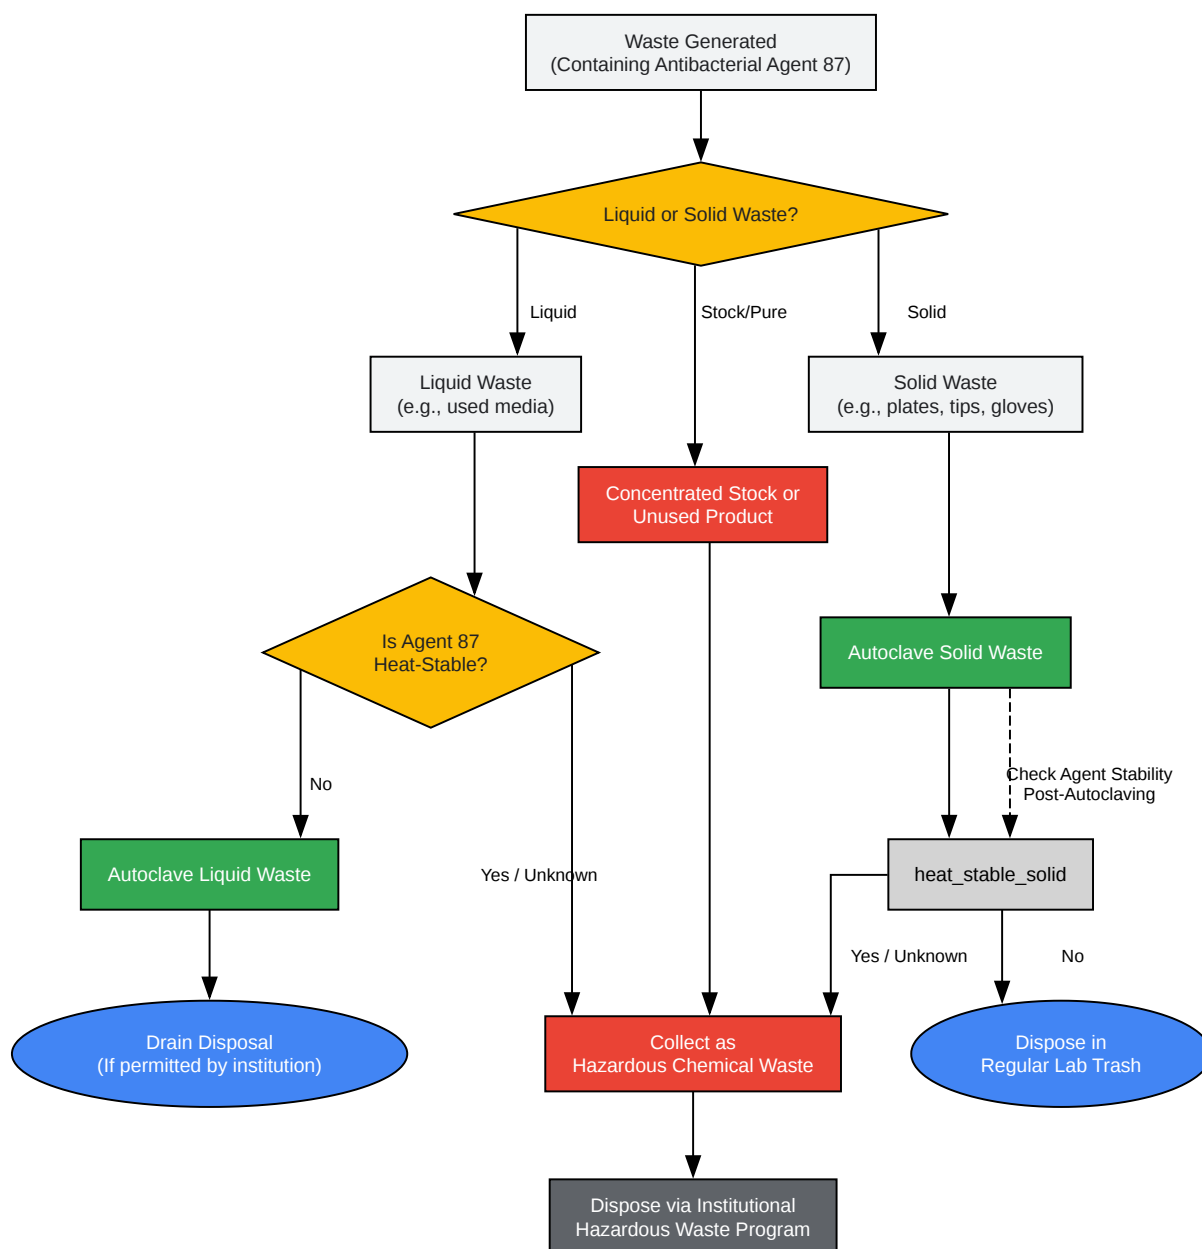 Waste Generated
(Containing Antibacterial Agent 87)
Liquid or Solid Waste?
Liquid
Stock/Pure
Solid
Liquid Waste
(e.g., used media)
Solid Waste
(e.g., plates, tips, gloves)
Concentrated Stock or
Unused Product
Is Agent 87
Heat-Stable?
Autoclave Solid Waste
No
Check Agent Stability
Post-Autoclaving
Autoclave Liquid Waste
Yes / Unknown
heat_stable_solid
Yes / Unknown
No
Drain Disposal
(If permitted by institution)
Collect as
Hazardous Chemical Waste
Dispose in
Regular Lab Trash
Dispose via Institutional
Hazardous Waste Program